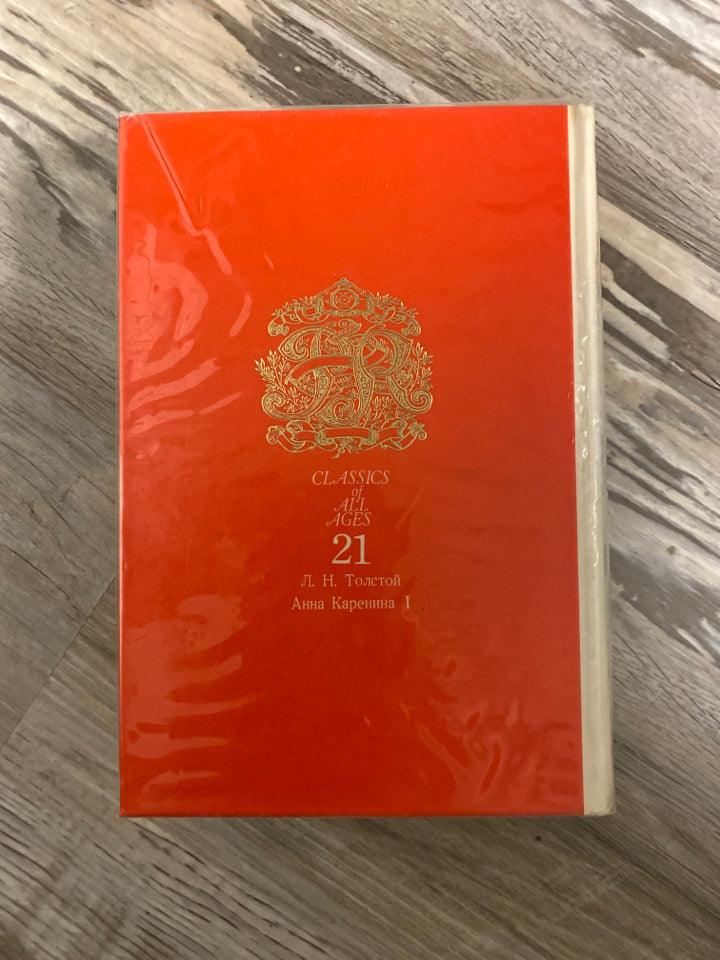 CLASSICS
of
ALL
AGES
21
Л. Н. Толстой
Анна Каренина I